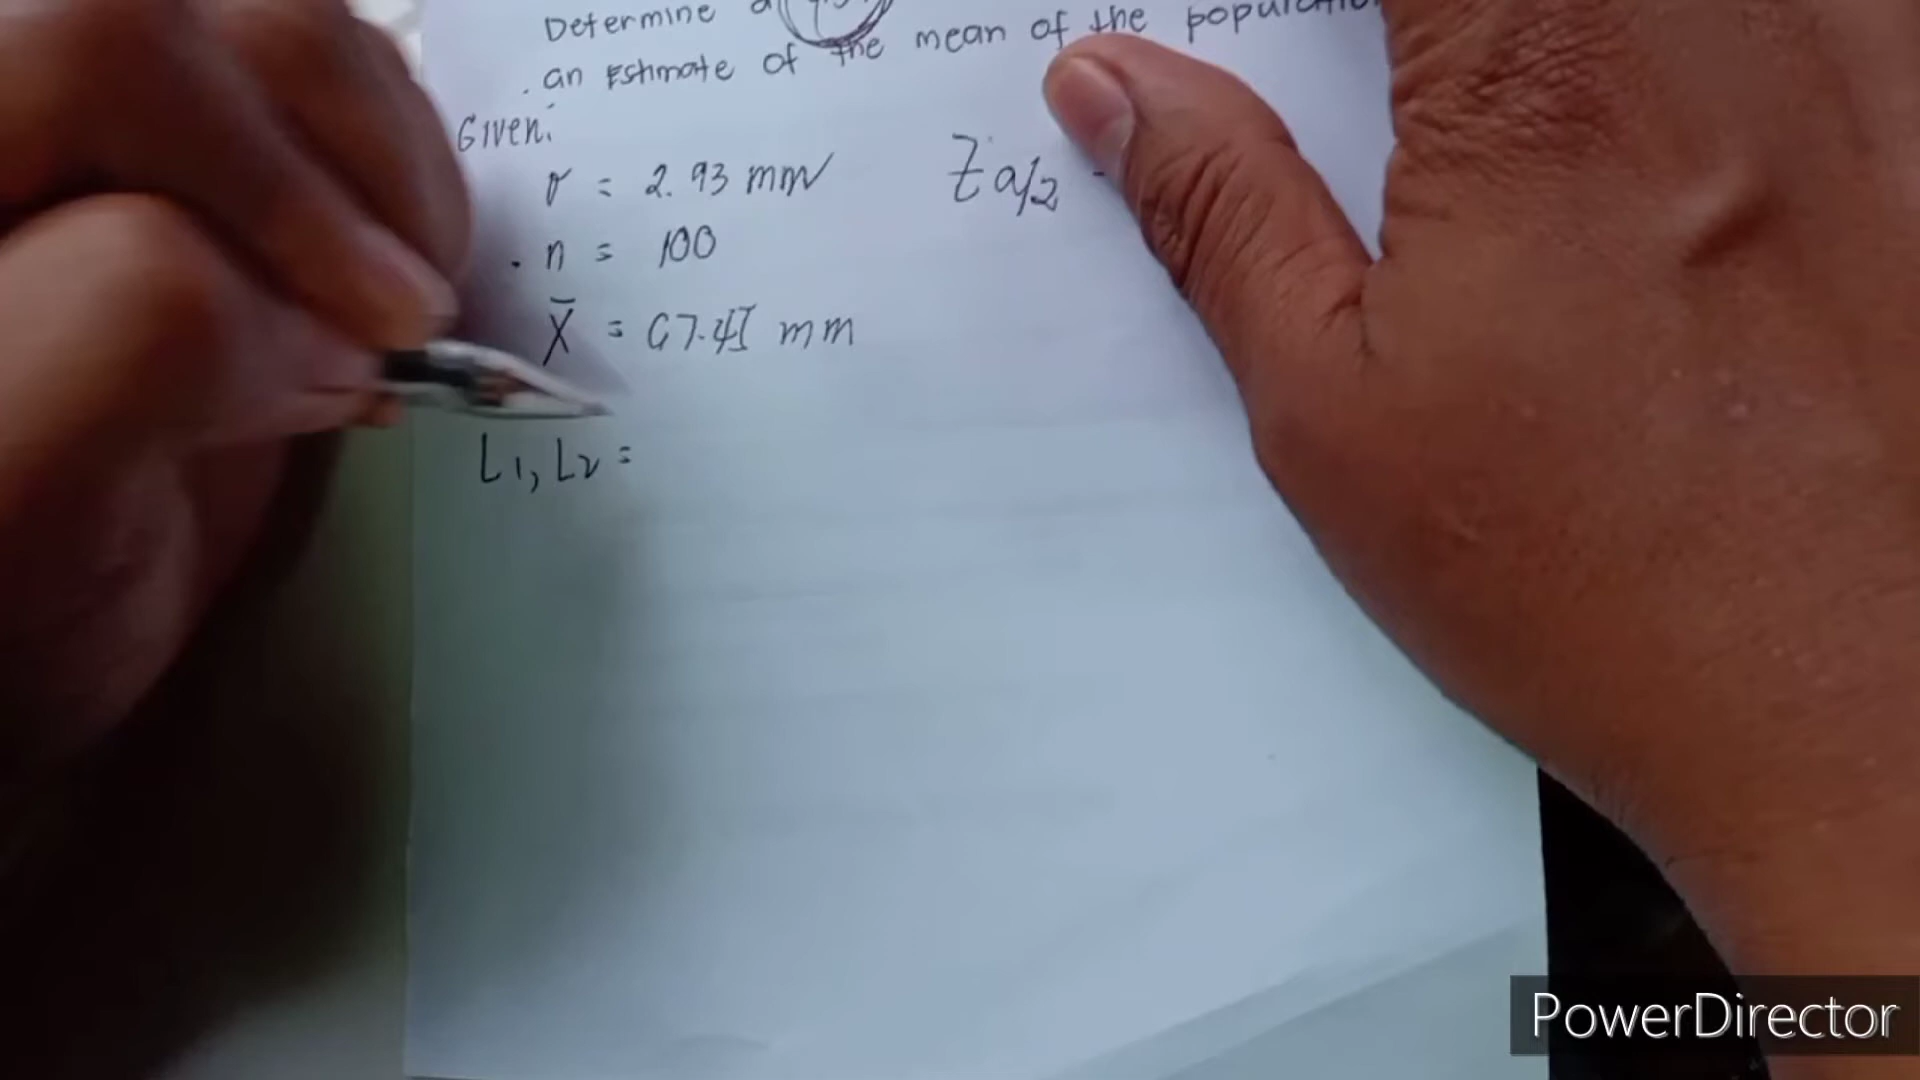 Determine a
an Estimate of the mean of the population
Given:
σ = 2.93 mm
Zα/2 -
. n = 100
X̄ = 67.45 mm
L1, L2 =
PowerDirector